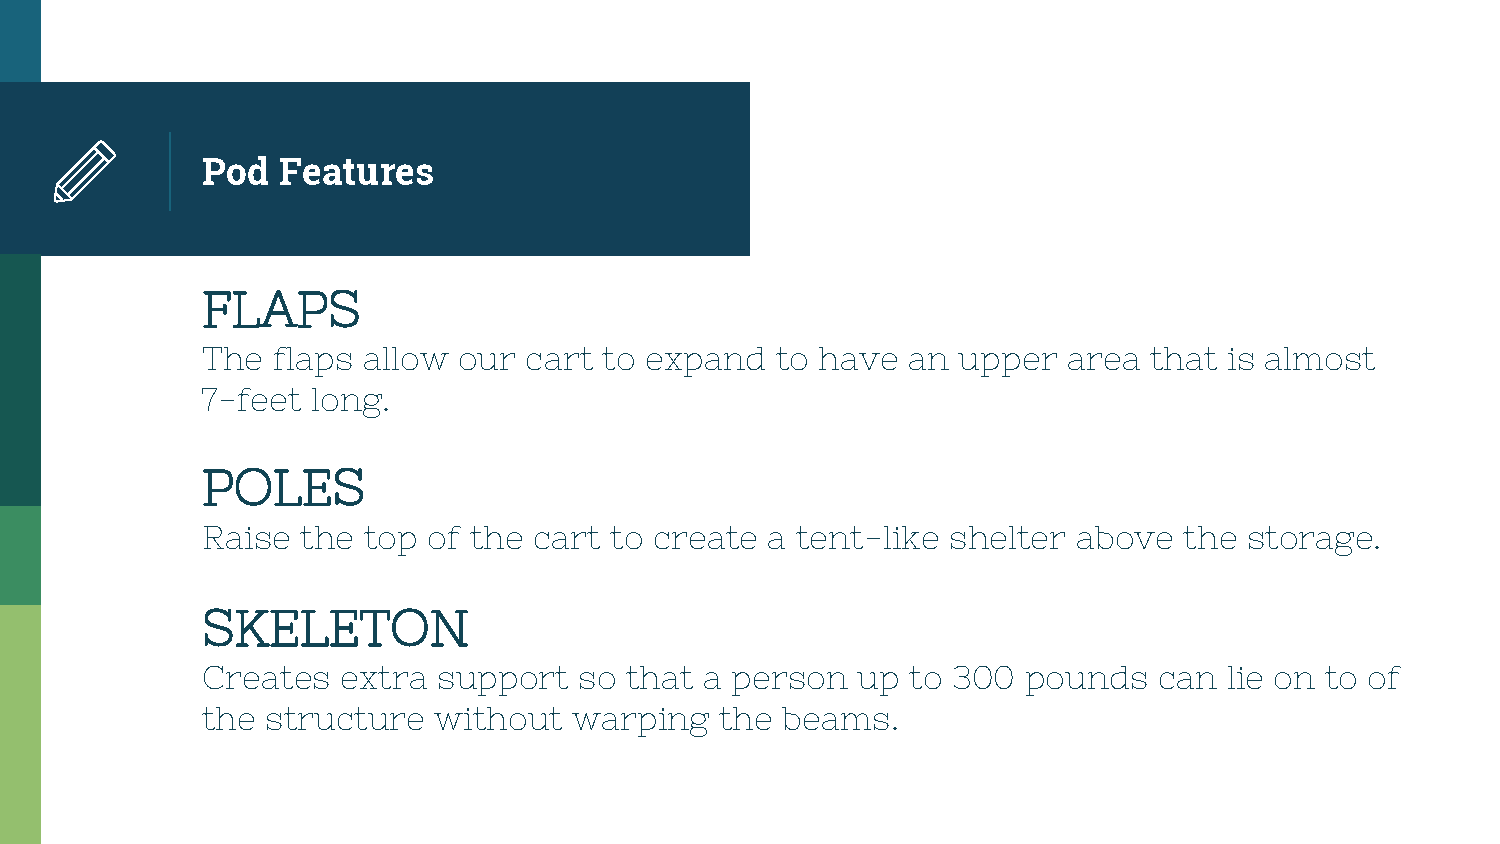 Pod Features
FLAPS
The flaps allow our cart to expand to have an upper area that is almost
7-feet long.
POLES
Raise the top of the cart to create a tent-like shelter above the storage.
SKELETON
Creates extra support so that a person up to 300 pounds can lie on to of
the structure without warping the beams.